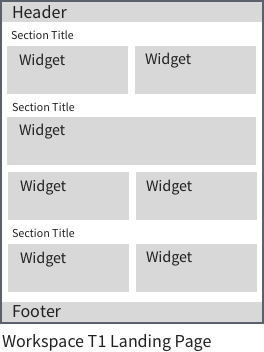 Header
Section Title
Widget Widget
Section Title
Widget
Widget Widget
Section Title
Widget Widget
Footer
Workspace T1 Landing Page